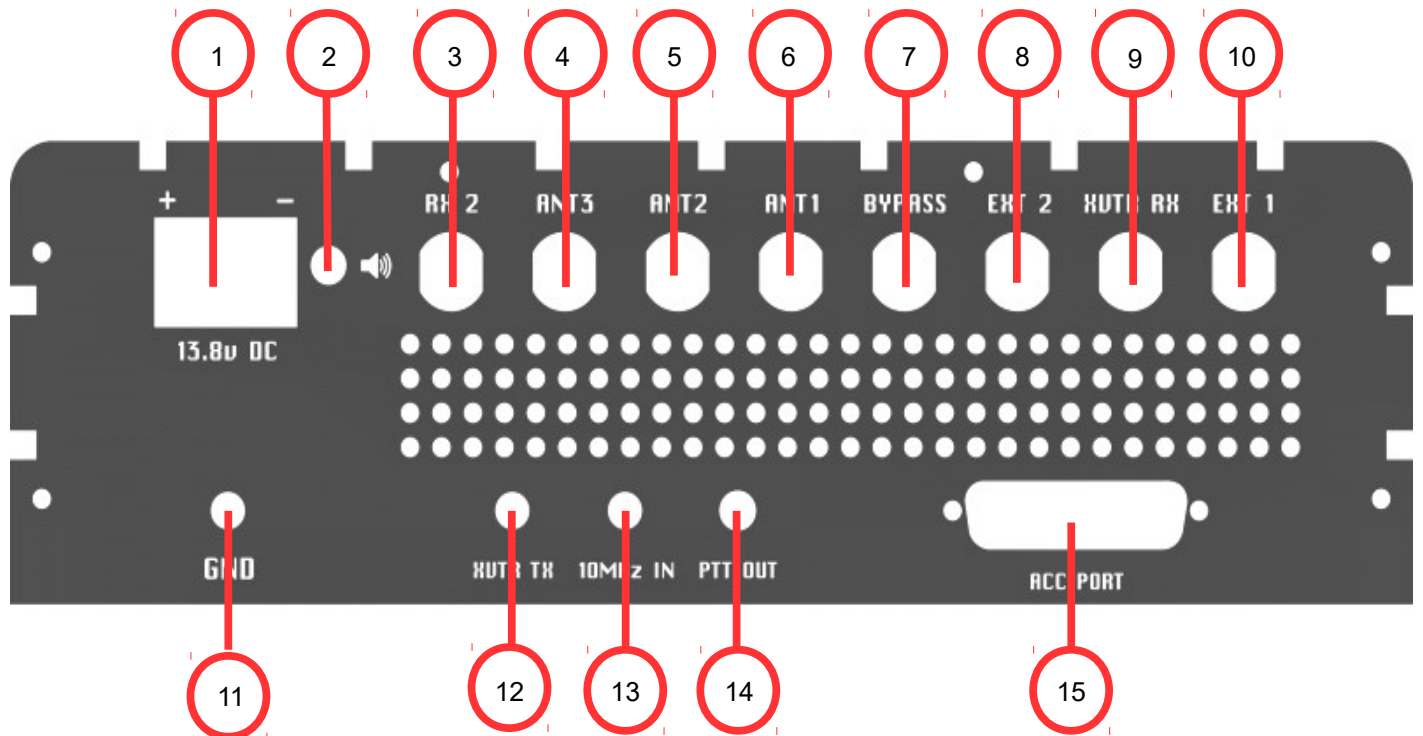 1 2 3 4 5 6 7 8 9 10
+ -
RX 2 ANT3 ANT2 ANT1 BYPASS EXT 2 XVTR RX EXT 1
13.8v DC
GND
XVTR TX 10MHz IN PTT OUT
ACC PORT
11 12 13 14 15